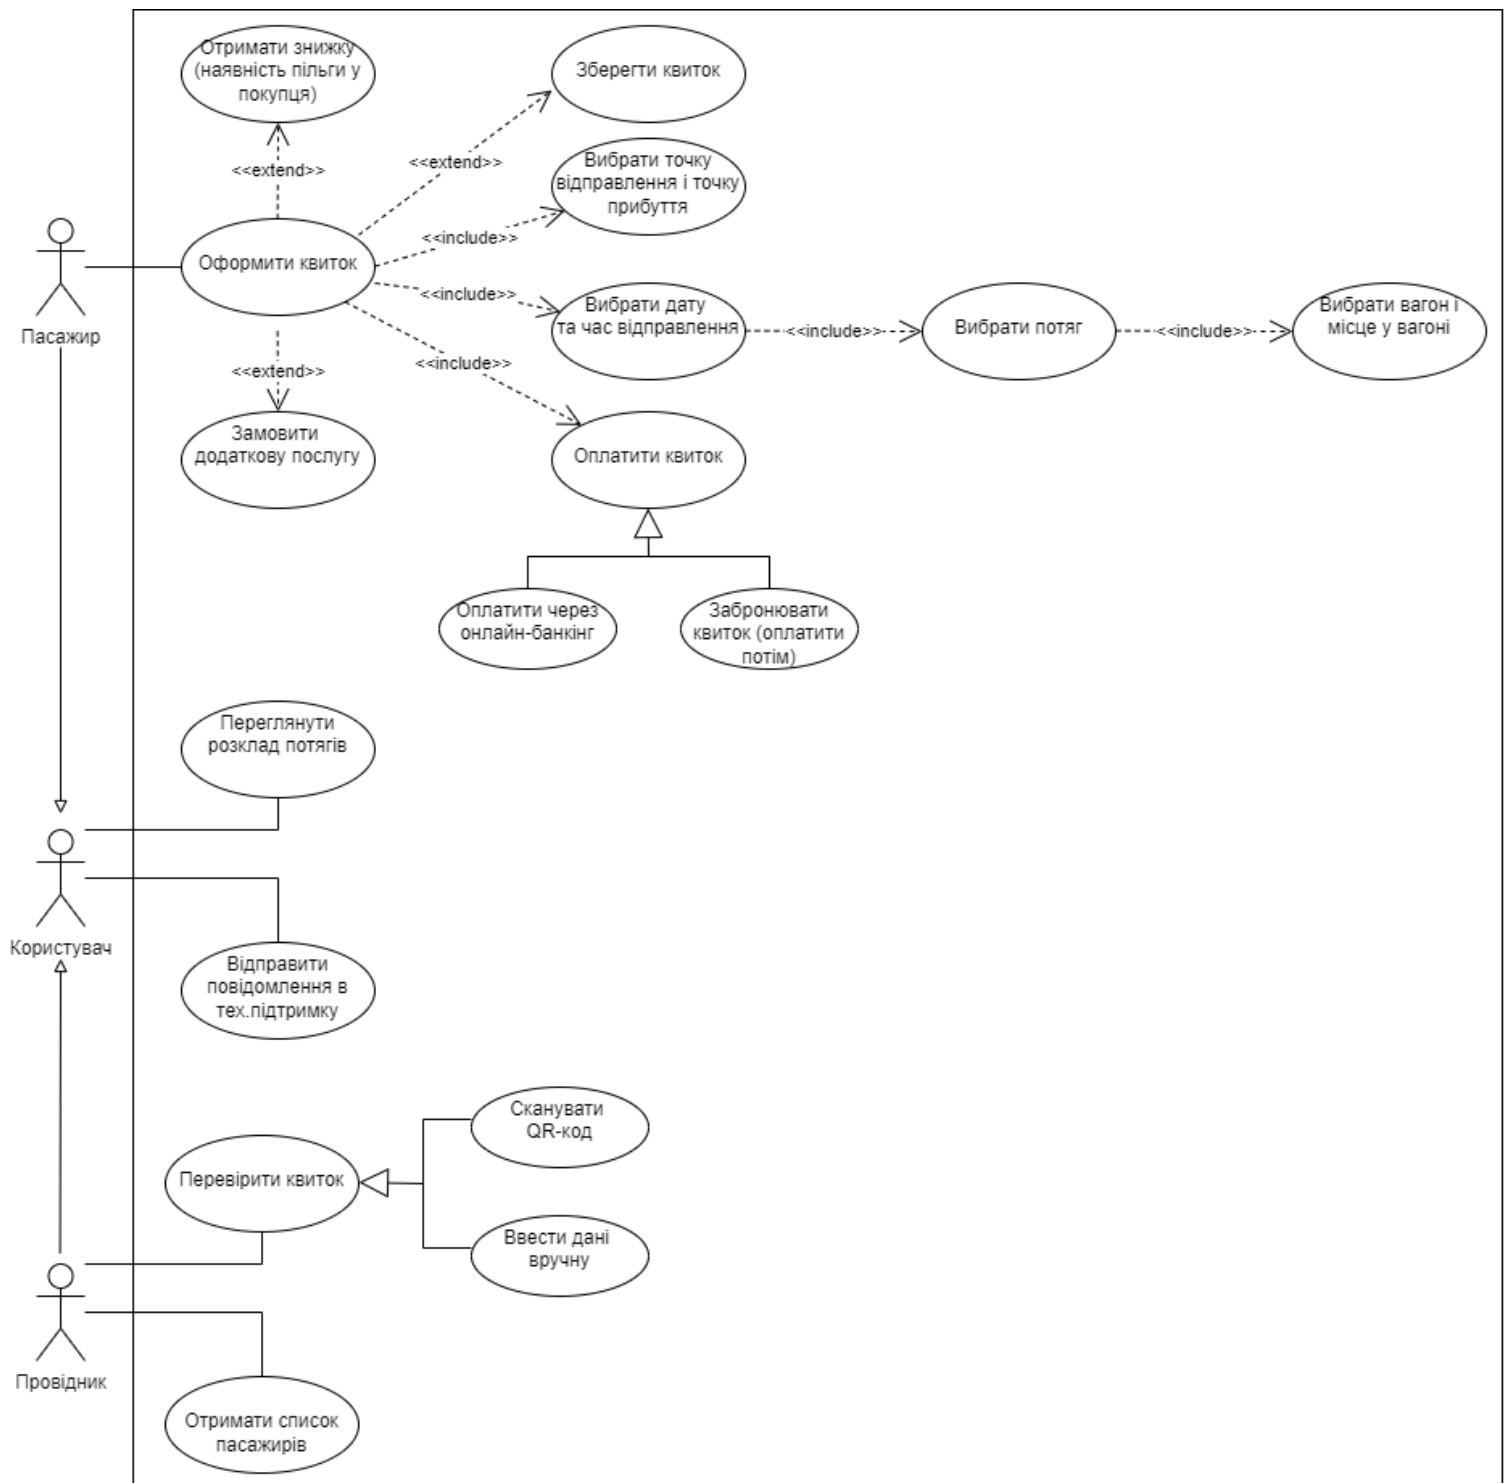 Отримати знижку
(наявність пільги у
покупця)
Зберегти квиток
<<extend>>
<<extend>>
Вибрати точку
відправлення і точку
прибуття
<<include>>
Оформити квиток
Пасажир
<<include>>
Вибрати дату
та час відправлення
<<include>>
Вибрати потяг
<<include>>
Вибрати вагон і
місце у вагоні
<<extend>>
<<include>>
Замовити
додаткову послугу
Оплатити квиток
Оплатити через
онлайн-банкінг
Забронювати
квиток (оплатити
потім)
Переглянути
розклад потягів
Користувач
Відправити
повідомлення в
тех.підтримку
Сканувати
QR-код
Перевірити квиток
Ввести дані
вручну
Провідник
Отримати список
пасажирів